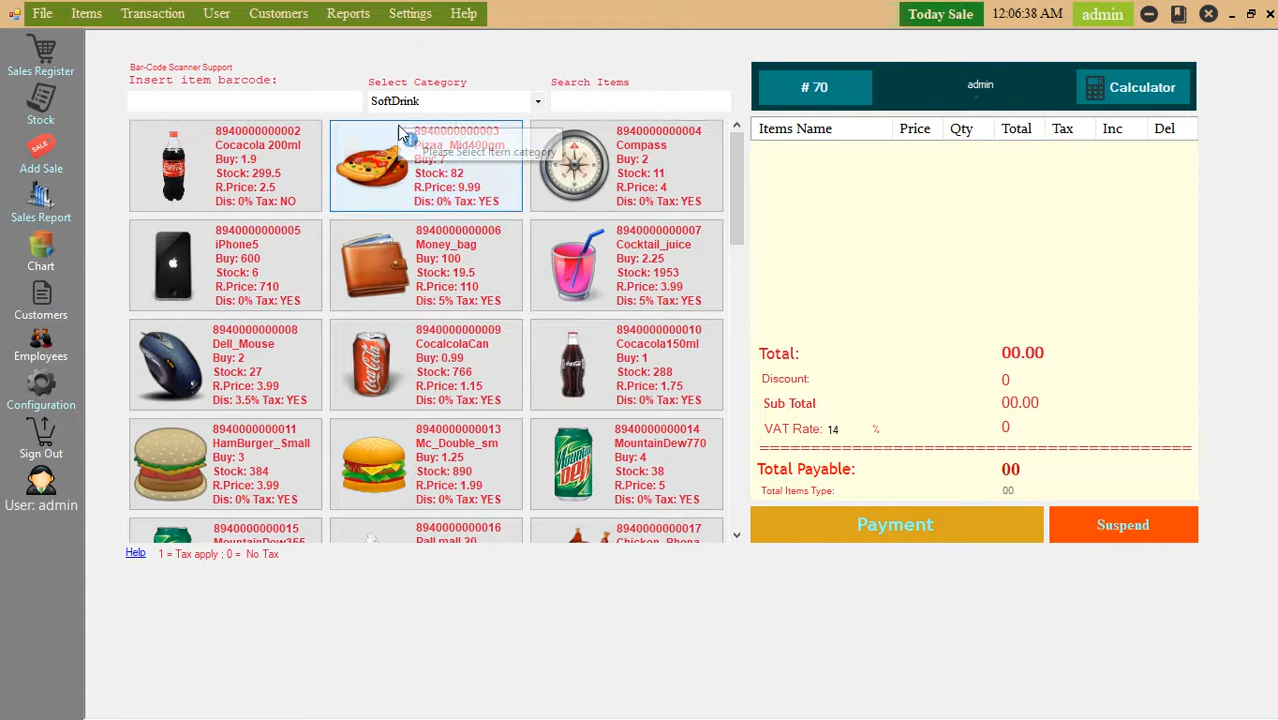 File Items Transaction User Customers Reports Settings Help
Today Sale 12:06:38 AM admin
Sales Register
Stock
SALE
Add Sale
Sales Report
Chart
Customers
Employees
Configuration
Sign Out
User: admin
Bar-Code Scanner Support
Insert item barcode:
Select Category
Search Items
SoftDrink
8940000000002
Cocacola 200ml
Buy: 1.9
Stock: 299.5
R.Price: 2.5
Dis: 0% Tax: NO
8940000000003
Pizaa_Mid400gm
Please Select Item category
Buy: 7
Stock: 82
R.Price: 9.99
Dis: 0% Tax: YES
8940000000004
Compass
Buy: 2
Stock: 11
R.Price: 4
Dis: 0% Tax: YES
8940000000005
iPhone5
Buy: 600
Stock: 6
R.Price: 710
Dis: 0% Tax: YES
8940000000006
Money_bag
Buy: 100
Stock: 19.5
R.Price: 110
Dis: 5% Tax: YES
8940000000007
Cocktail_juice
Buy: 2.25
Stock: 1953
R.Price: 3.99
Dis: 5% Tax: YES
8940000000008
Dell_Mouse
Buy: 2
Stock: 27
R.Price: 3.99
Dis: 3.5% Tax: YES
8940000000009
CocalcolaCan
Buy: 0.99
Stock: 766
R.Price: 1.15
Dis: 0% Tax: YES
8940000000010
Cocacola150ml
Buy: 1
Stock: 288
R.Price: 1.75
Dis: 0% Tax: YES
8940000000011
HamBurger_Small
Buy: 3
Stock: 384
R.Price: 3.99
Dis: 0% Tax: YES
8940000000013
Mc_Double_sm
Buy: 1.25
Stock: 890
R.Price: 1.99
Dis: 0% Tax: YES
8940000000014
MountainDew770
Buy: 4
Stock: 38
R.Price: 5
Dis: 0% Tax: YES
8940000000015
MountainDew355
8940000000016
Pall mall 20
8940000000017
Help 1 = Tax apply ; 0 = No Tax
# 70 admin Calculator
Items Name Price Qty Total Tax Inc Del
Total: 00.00
Discount: 0
Sub Total 00.00
VAT Rate: 14 % 0
Total Payable: 00
Total Items Type: 00
Payment Suspend